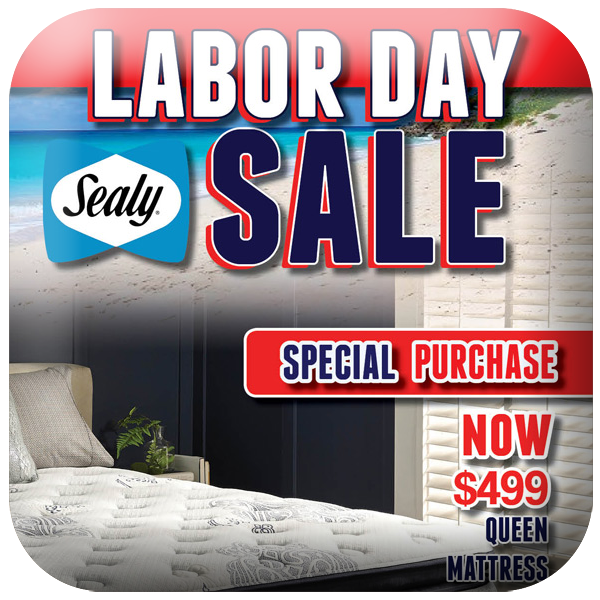 LABOR DAY
Sealy
SALE
SPECIAL PURCHASE
NOW
$499
QUEEN
MATTRESS